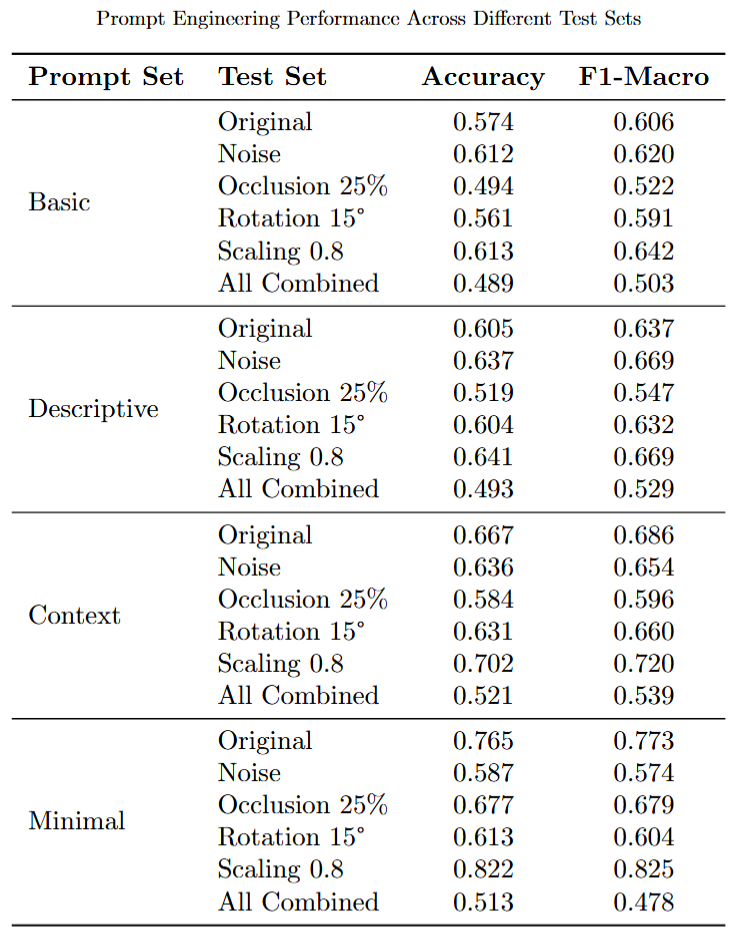 Prompt Engineering Performance Across Different Test Sets
Prompt Set Test Set Accuracy F1-Macro
Basic
Original 0.574 0.606
Noise 0.612 0.620
Occlusion 25% 0.494 0.522
Rotation 15° 0.561 0.591
Scaling 0.8 0.613 0.642
All Combined 0.489 0.503
Descriptive
Original 0.605 0.637
Noise 0.637 0.669
Occlusion 25% 0.519 0.547
Rotation 15° 0.604 0.632
Scaling 0.8 0.641 0.669
All Combined 0.493 0.529
Context
Original 0.667 0.686
Noise 0.636 0.654
Occlusion 25% 0.584 0.596
Rotation 15° 0.631 0.660
Scaling 0.8 0.702 0.720
All Combined 0.521 0.539
Minimal
Original 0.765 0.773
Noise 0.587 0.574
Occlusion 25% 0.677 0.679
Rotation 15° 0.613 0.604
Scaling 0.8 0.822 0.825
All Combined 0.513 0.478